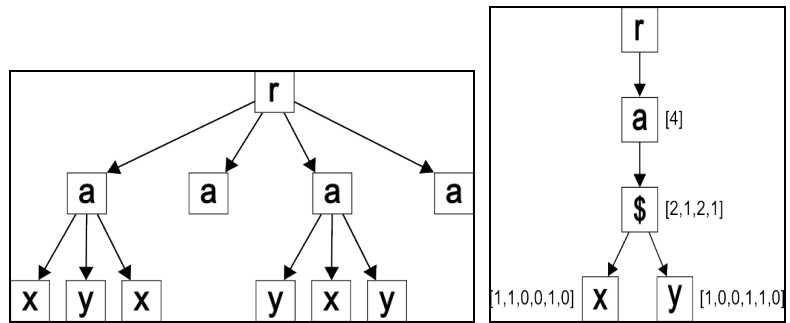 r
a a a a
x y x y x y
r
a [4]
$ [2,1,2,1]
[1,1,0,0,1,0] x y [1,0,0,1,1,0]